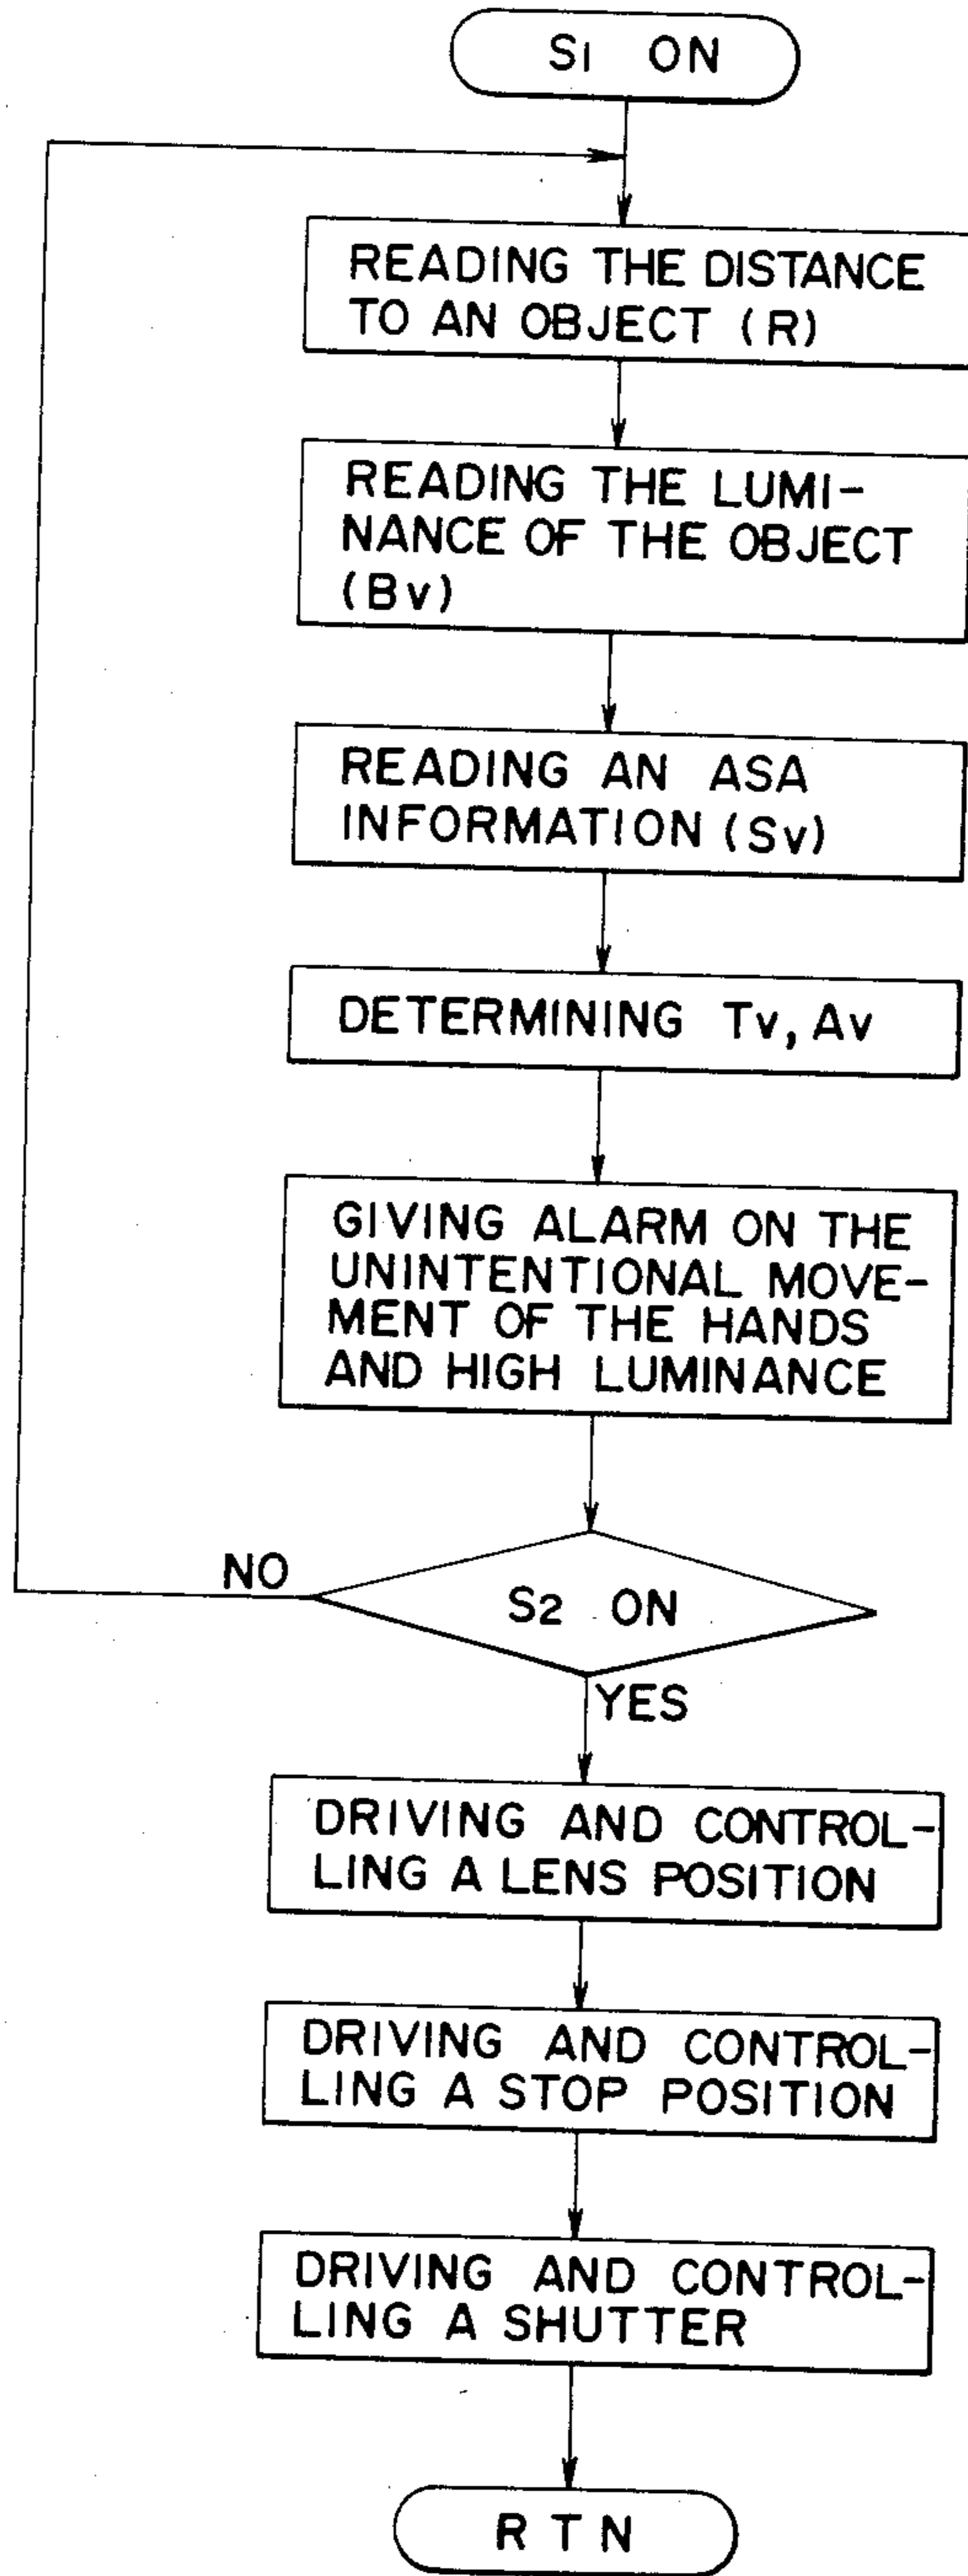 S1 ON
READING THE DISTANCE
TO AN OBJECT (R)
READING THE LUMI-
NANCE OF THE OBJECT
(Bv)
READING AN ASA
INFORMATION (Sv)
DETERMINING Tv, Av
GIVING ALARM ON THE
UNINTENTIONAL MOVE-
MENT OF THE HANDS
AND HIGH LUMINANCE
NO
S2 ON
YES
DRIVING AND CONTROL-
LING A LENS POSITION
DRIVING AND CONTROL-
LING A STOP POSITION
DRIVING AND CONTROL-
LING A SHUTTER
RTN